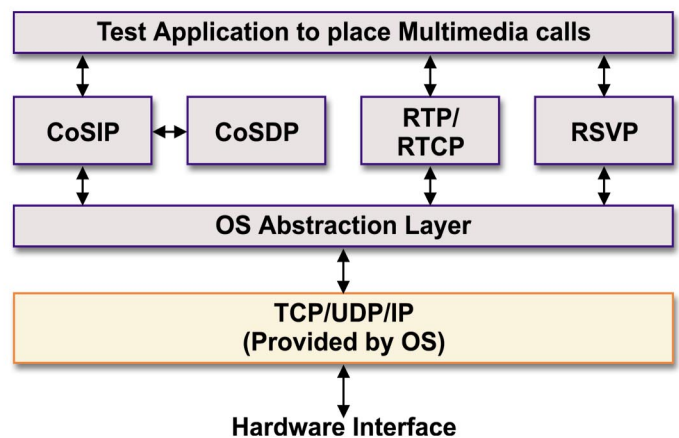 Test Application to place Multimedia calls
CoSIP
CoSDP
RTP/
RTCP
RSVP
OS Abstraction Layer
TCP/UDP/IP
(Provided by OS)
Hardware Interface